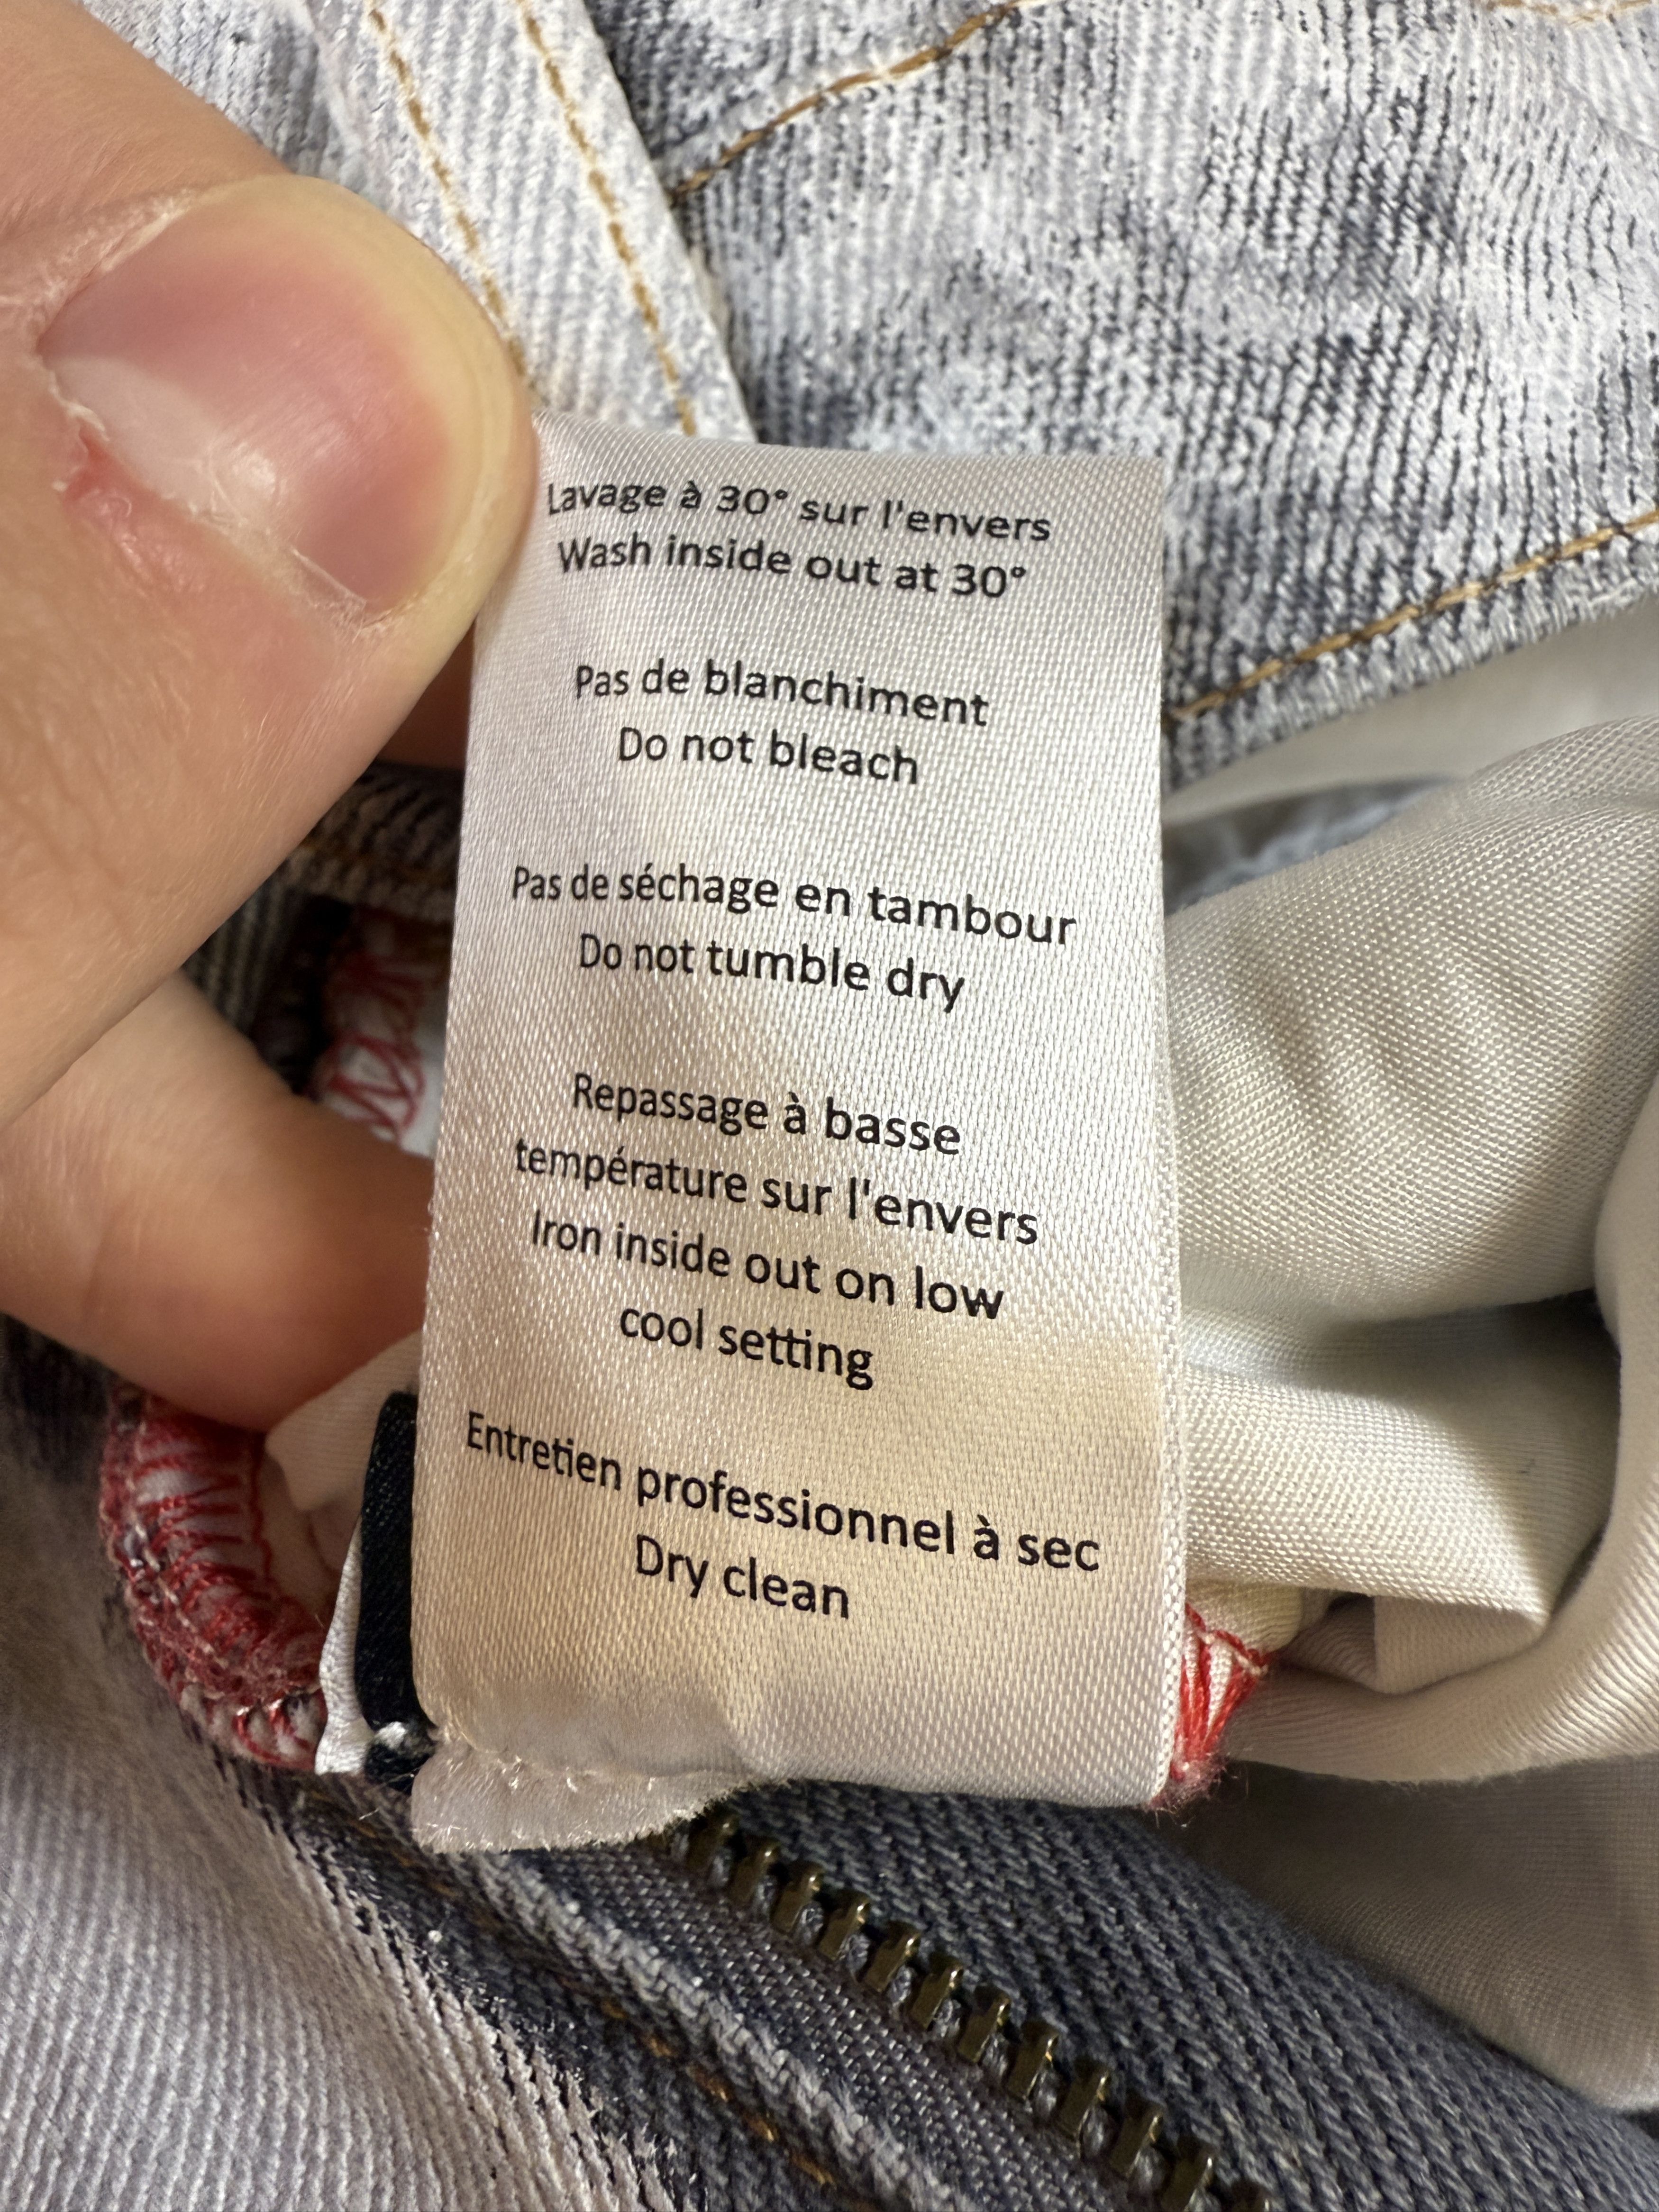 Lavage à 30° sur l'envers
Wash inside out at 30°
Pas de blanchiment
Do not bleach
Pas de séchage en tambour
Do not tumble dry
Repassage à basse
température sur l'envers
Iron inside out on low
cool setting
Entretien professionnel à sec
Dry clean